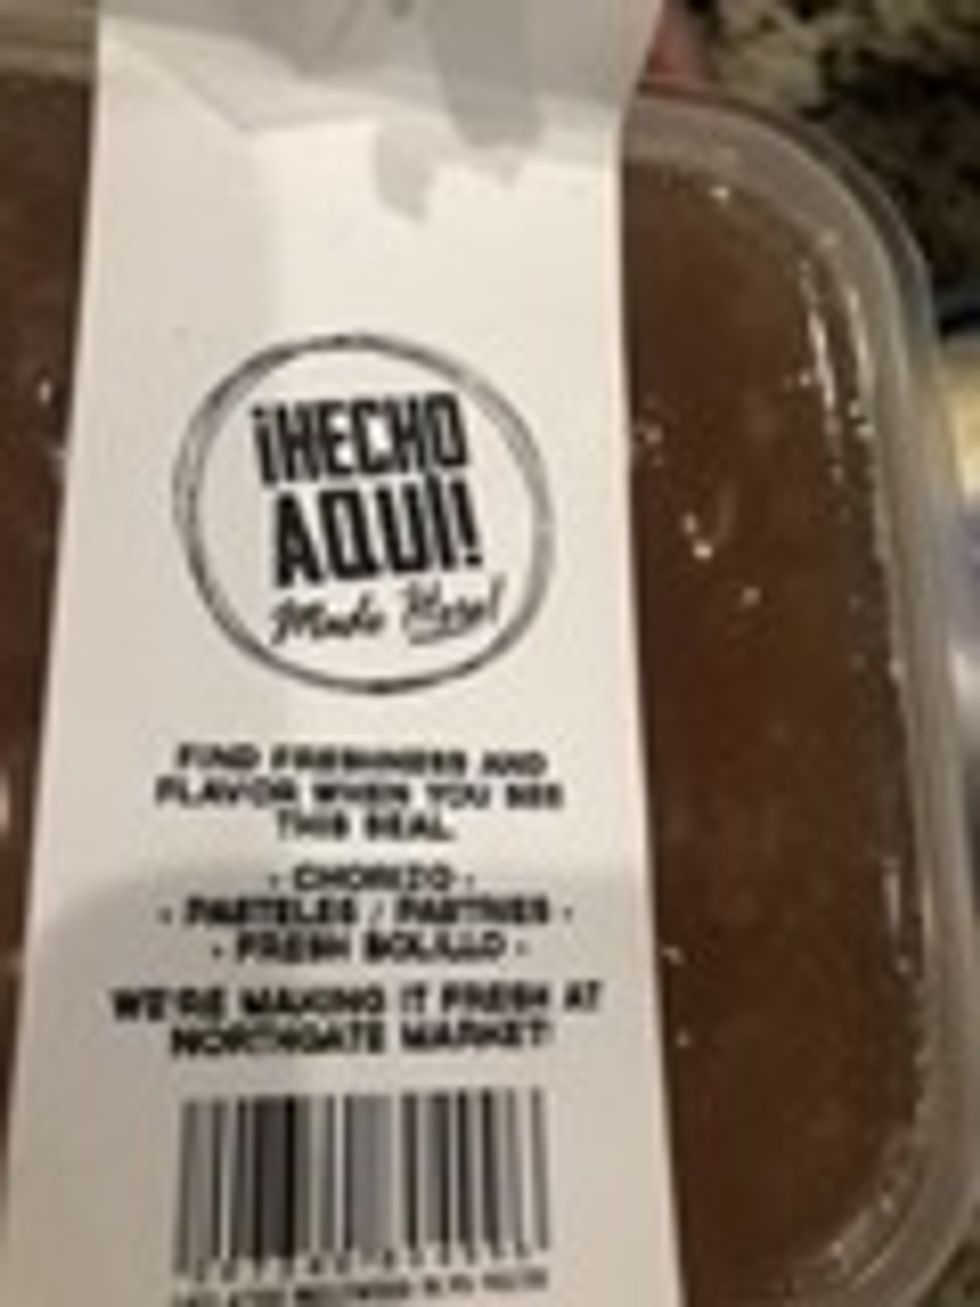 ¡HECHO
AQUÍ!
Made Here!
FIND FRESHNESS AND
FLAVOR WHEN YOU SEE
THIS SEAL
- CHORIZO -
- PASTELES / PASTRIES -
- FRESH BOLILLO -
WE'RE MAKING IT FRESH AT
NORTHGATE MARKET!